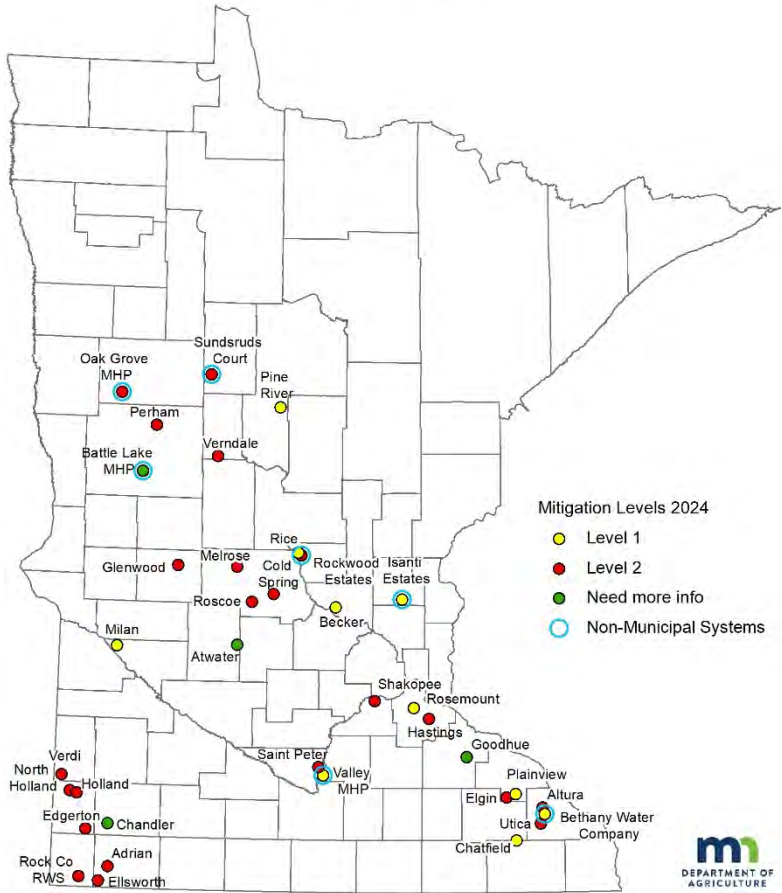 Oak Grove
MHP
Sundsruds
Court
Pine
River
Perham
Verndale
Battle Lake
MHP
Mitigation Levels 2024
Level 1
Level 2
Need more info
Non-Municipal Systems
Rice
Rockwood
Estates
Isanti
Estates
Glenwood
Melrose
Cold
Spring
Roscoe
Becker
Milan
Atwater
Shakopee
Rosemount
Hastings
Goodhue
Saint Peter
Valley
MHP
Verdi
North
Holland
Holland
Edgerton
Chandler
Adrian
Rock Co
RWS
Ellsworth
Plainview
Elgin
Altura
Utica
Bethany Water
Company
Chatfield
mn
DEPARTMENT OF
AGRICULTURE